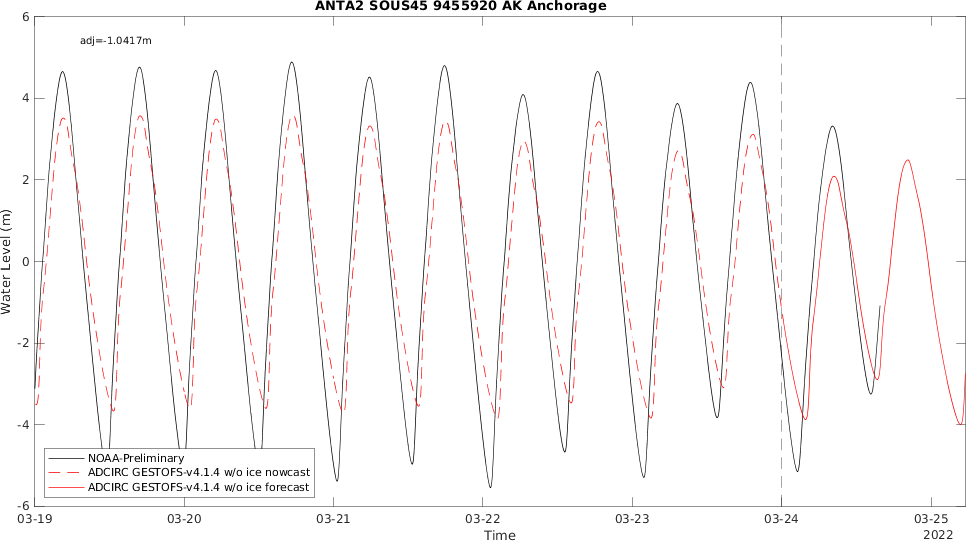 ANTA2 SOUS45 9455920 AK Anchorage
adj=-1.0417m
6
4
2
0
-2
-4
-6
Water Level (m)
NOAA-Preliminary
ADCIRC GESTOFS-v4.1.4 w/o ice nowcast
ADCIRC GESTOFS-v4.1.4 w/o ice forecast
03-19 03-20 03-21 03-22 03-23 03-24 03-25
Time
2022